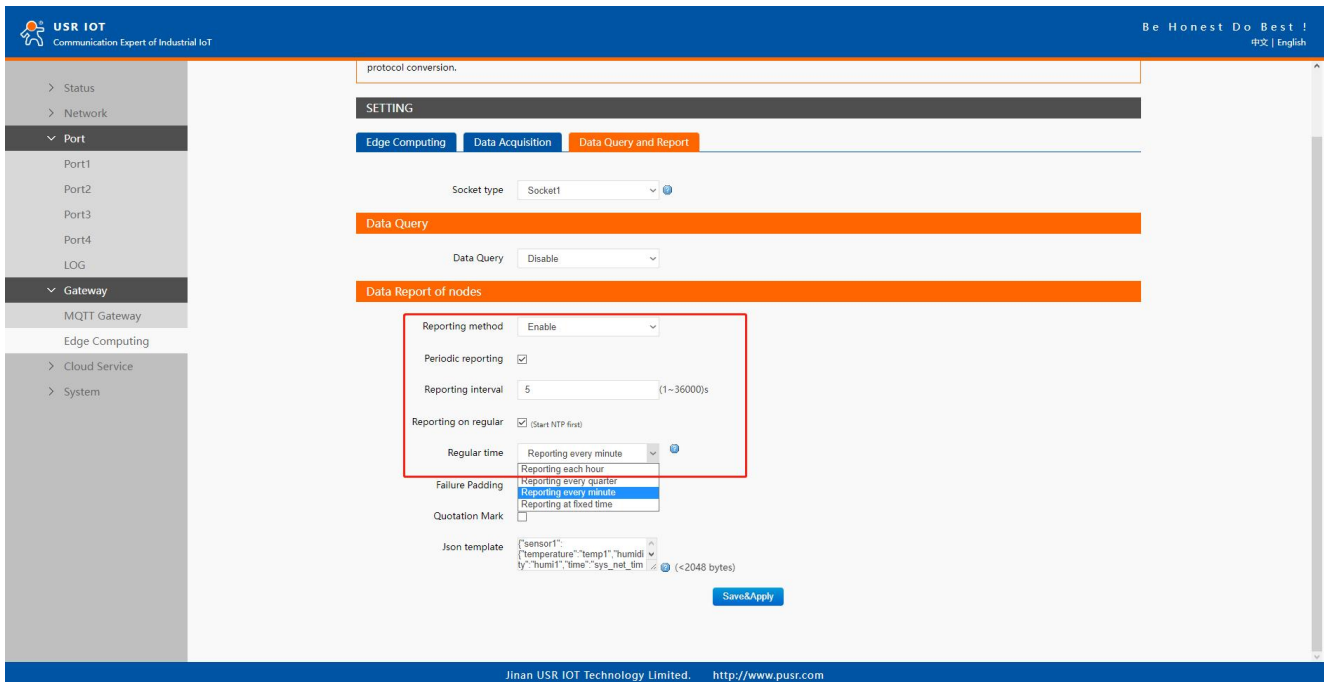 USR IOT
Communication Expert of Industrial IoT
Be Honest Do Best !
中文 | English
Status
Network
Port
Port1
Port2
Port3
Port4
LOG
Gateway
MQTT Gateway
Edge Computing
Cloud Service
System
protocol conversion.
SETTING
Edge Computing Data Acquisition Data Query and Report
Socket type Socket1
Data Query
Data Query Disable
Data Report of nodes
Reporting method Enable
Periodic reporting
Reporting interval 5 (1~36000)s
Reporting on regular (Start NTP first)
Regular time Reporting every minute
Reporting each hour
Reporting every quarter
Reporting every minute
Reporting at fixed time
Failure Padding
Quotation Mark
Json template {"sensor1":
{"temperature":"temp1","humidi
ty":"humi1","time":"sys_net_tim (<2048 bytes)
Save&Apply
Jinan USR IOT Technology Limited. http://www.pusr.com